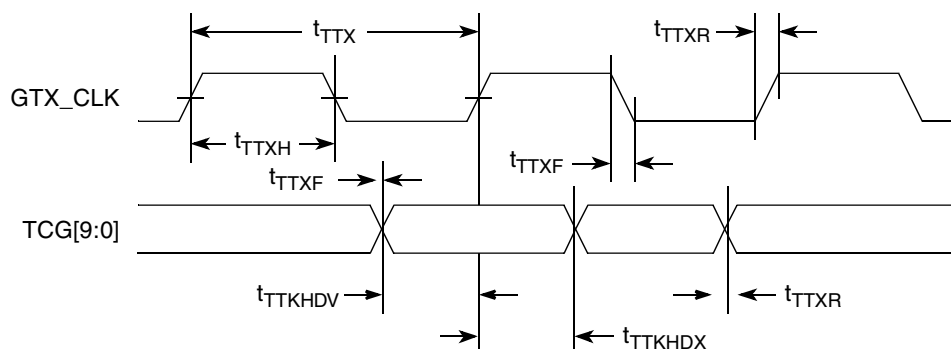 tTTX
tTTXR
GTX_CLK
tTTXH
tTTXF
tTTXF
TCG[9:0]
tTTKHDV
tTTXR
tTTKHDX